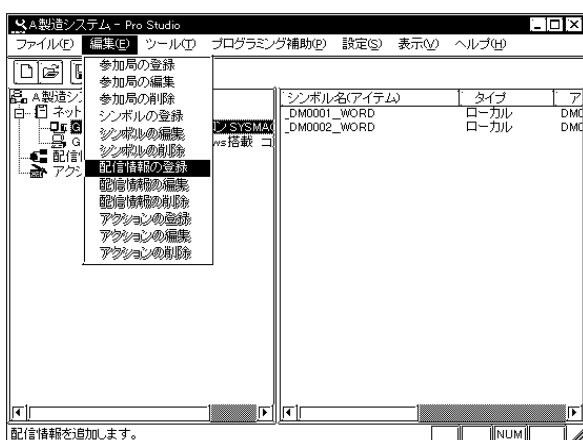 A製造システム - Pro Studio
ファイル(F) 編集(E) ツール(T) プログラミング補助(P) 設定(S) 表示(V) ヘルプ(H)
参加局の登録
参加局の編集
参加局の削除
シンボルの登録
シンボルの編集
シンボルの削除
配信情報の登録
配信情報の編集
配信情報の削除
アクションの登録
アクションの編集
アクションの削除
A製造シ
ネット
G
SYSMA
G
ws搭載 コ
配信
アク
シンボル名(アイテム) タイプ ア
_DM0001_WORD ローカル DM0
_DM0002_WORD ローカル DM0
配信情報を追加します。 NUM